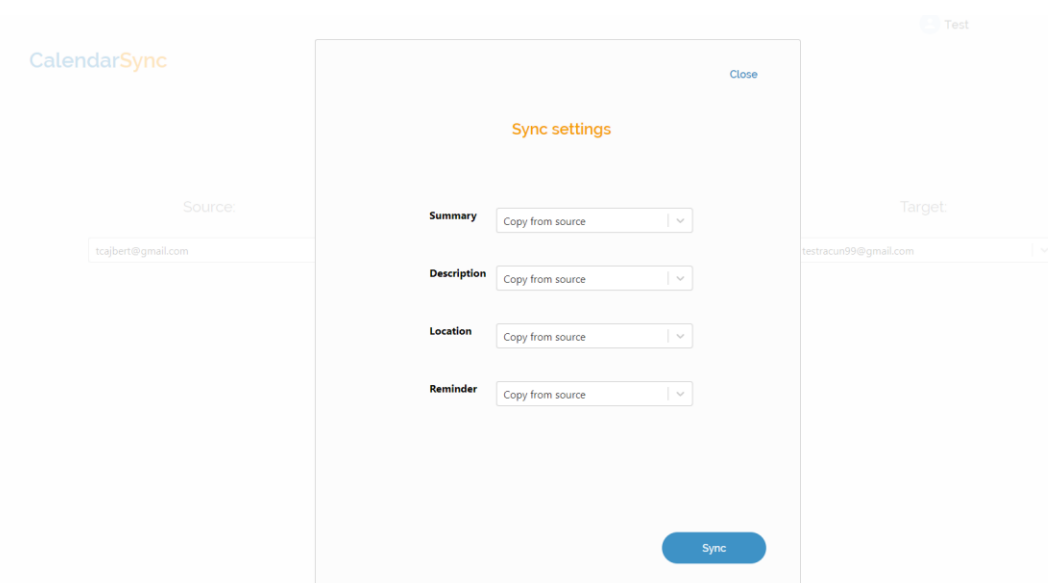 Test
CalendarSync
Close
Sync settings
Source:
Target:
Summary
Copy from source
tcajbert@gmail.com
testracun99@gmail.com
Description
Copy from source
Location
Copy from source
Reminder
Copy from source
Sync